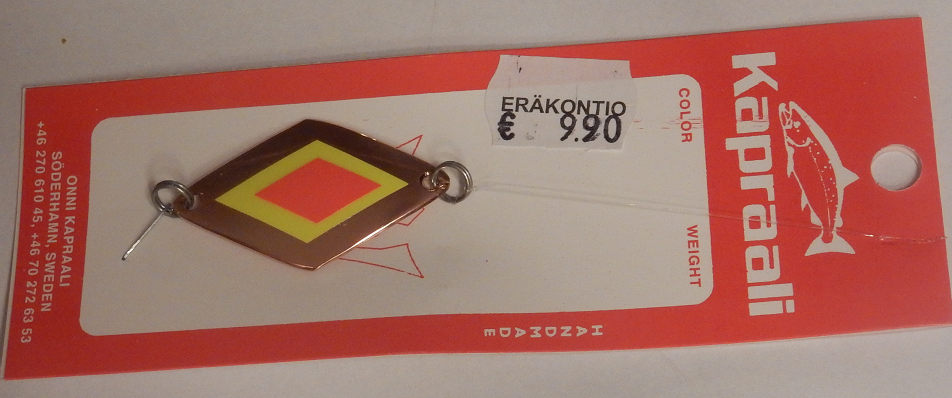 Kapraali
COLOR
WEIGHT
ERÄKONTIO
€ 9.90
HANDMADE
ONNI KAPRAALI
SÖDERHAMN, SWEDEN
+46 270 610 45, +46 70 272 63 53